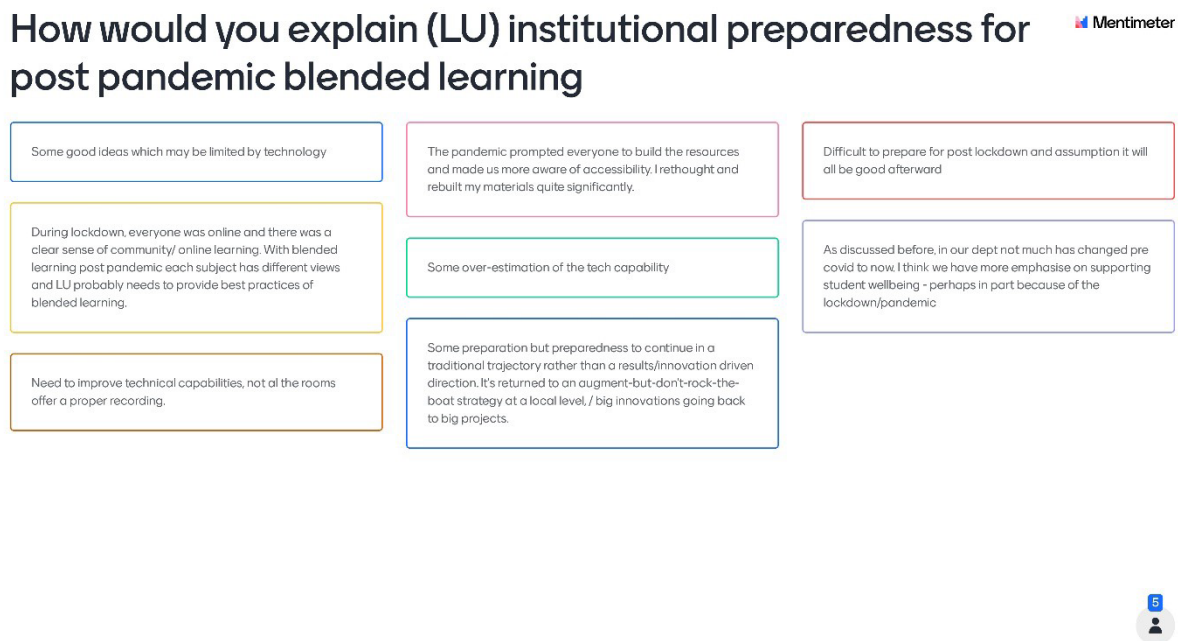 How would you explain (LU) institutional preparedness for
post pandemic blended learning
Mentimeter
Some good ideas which may be limited by technology
During lockdown, everyone was online and there was a
clear sense of community/ online learning. With blended
learning post pandemic each subject has different views
and LU probably needs to provide best practices of
blended learning.
Need to improve technical capabilities, not al the rooms
offer a proper recording.
The pandemic prompted everyone to build the resources
and made us more aware of accessibility. I rethought and
rebuilt my materials quite significantly.
Some over-estimation of the tech capability
Some preparation but preparedness to continue in a
traditional trajectory rather than a results/innovation driven
direction. It's returned to an augment-but-don't-rock-the-
boat strategy at a local level, / big innovations going back
to big projects.
Difficult to prepare for post lockdown and assumption it will
all be good afterward
As discussed before, in our dept not much has changed pre
covid to now. I think we have more emphasise on supporting
student wellbeing - perhaps in part because of the
lockdown/pandemic
5